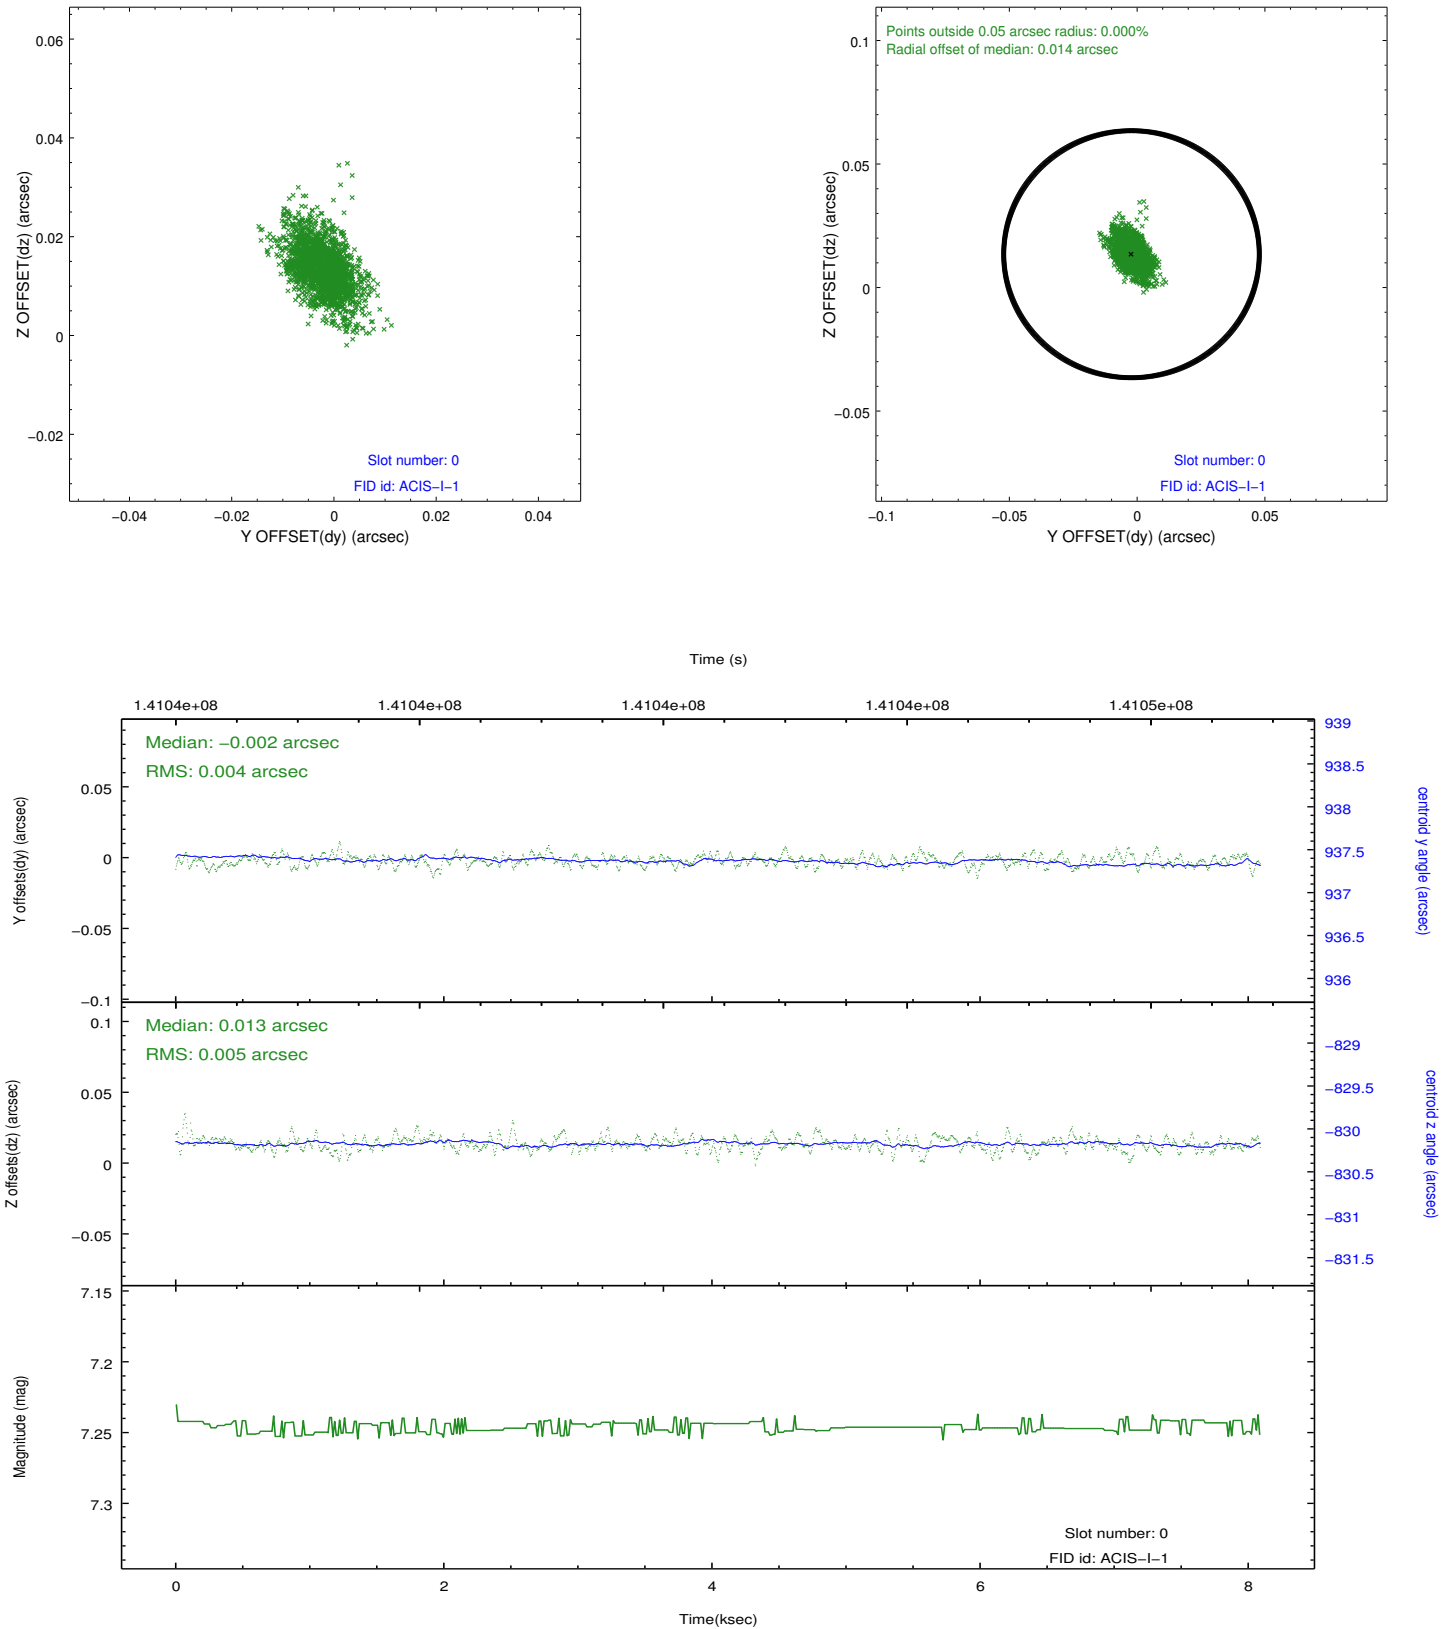 0.06
0.04
0.02
0
−0.02
Z OFFSET(dz) (arcsec)
Slot number: 0
FID id: ACIS−I−1
−0.04
−0.02
0
0.02
0.04
Y OFFSET(dy) (arcsec)
Points outside 0.05 arcsec radius: 0.000%
Radial offset of median: 0.014 arcsec
0.1
0.05
0
−0.05
Z OFFSET(dz) (arcsec)
Slot number: 0
FID id: ACIS−I−1
−0.1
−0.05
0
0.05
Y OFFSET(dy) (arcsec)
Time (s)
1.4104e+08
1.4104e+08
1.4104e+08
1.4104e+08
1.4105e+08
Median: −0.002 arcsec
RMS: 0.004 arcsec
0.05
0
−0.05
−0.1
Y offsets(dy) (arcsec)
939
938.5
938
937.5
937
936.5
936
centroid y angle (arcsec)
Median: 0.013 arcsec
RMS: 0.005 arcsec
0.1
0.05
0
−0.05
Z offsets(dz) (arcsec)
−829
−829.5
−830
−830.5
−831
−831.5
centroid z angle (arcsec)
7.15
7.2
7.25
7.3
Magnitude (mag)
Slot number: 0
FID id: ACIS−I−1
0
2
4
6
8
Time(ksec)